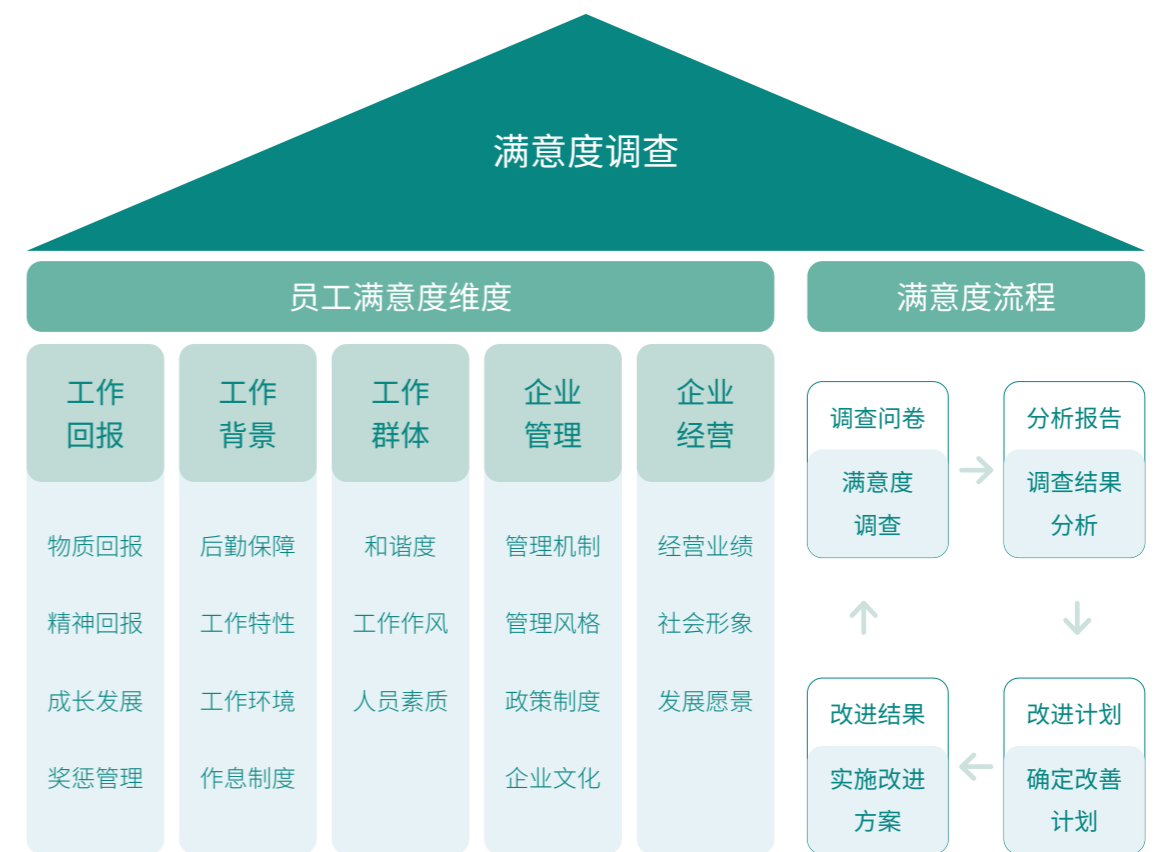 满意度调查
员工满意度维度
满意度流程
工作
回报
物质回报
精神回报
成长发展
奖惩管理
工作
背景
后勤保障
工作特性
工作环境
作息制度
工作
群体
和谐度
工作作风
人员素质
企业
管理
管理机制
管理风格
政策制度
企业文化
企业
经营
经营业绩
社会形象
发展愿景
调查问卷
满意度
调查
分析报告
调查结果
分析
改进计划
确定改善
计划
改进结果
实施改进
方案